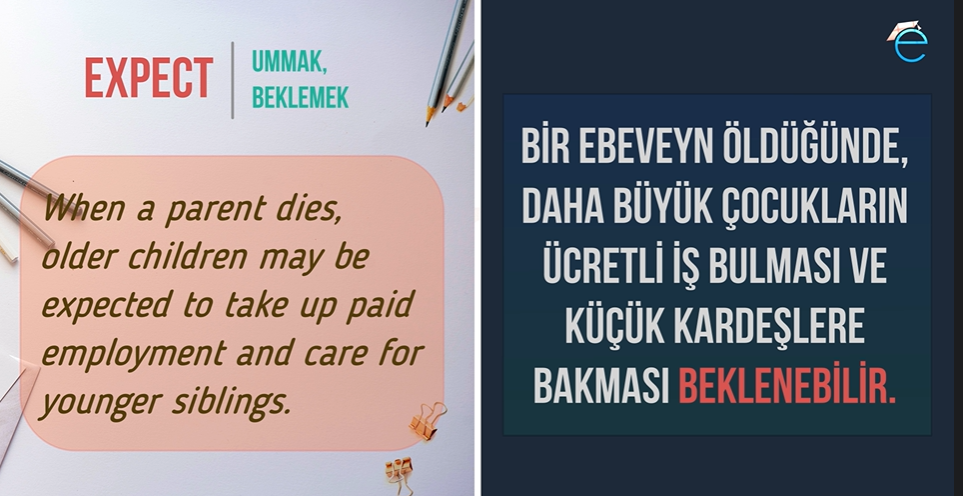 EXPECT
UMMAK,
BEKLEMEK
When a parent dies,
older children may be
expected to take up paid
employment and care for
younger siblings.
e
BİR EBEVEYN ÖLDÜĞÜNDE,
DAHA BÜYÜK ÇOCUKLARIN
ÜCRETLİ İŞ BULMASI VE
KÜÇÜK KARDEŞLERE
BAKMASI BEKLENEBİLİR.